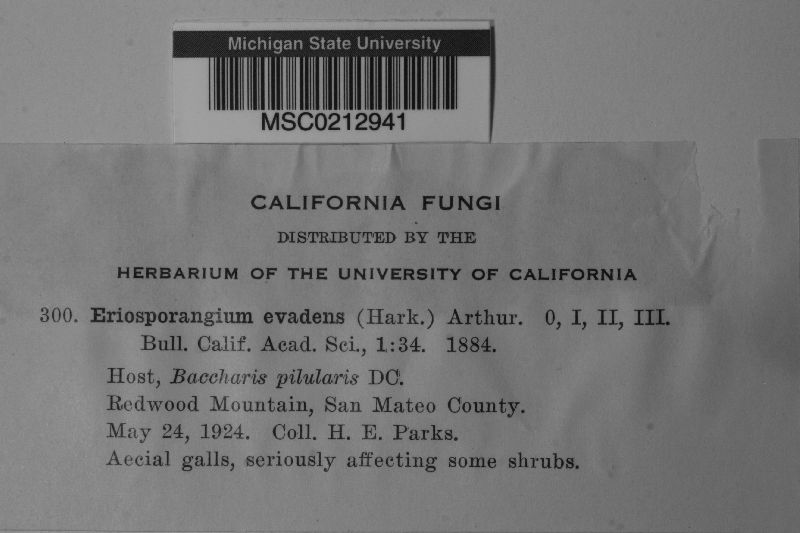 Michigan State University
MSC0212941
CALIFORNIA FUNGI
DISTRIBUTED BY THE
HERBARIUM OF THE UNIVERSITY OF CALIFORNIA
300. Eriosporangium evadens (Hark.) Arthur. 0, I, II, III.
Bull. Calif. Acad. Sci., 1:34. 1884.
Host, Baccharis pilularis DC.
Redwood Mountain, San Mateo County.
May 24, 1924. Coll. H. E. Parks.
Aecial galls, seriously affecting some shrubs.